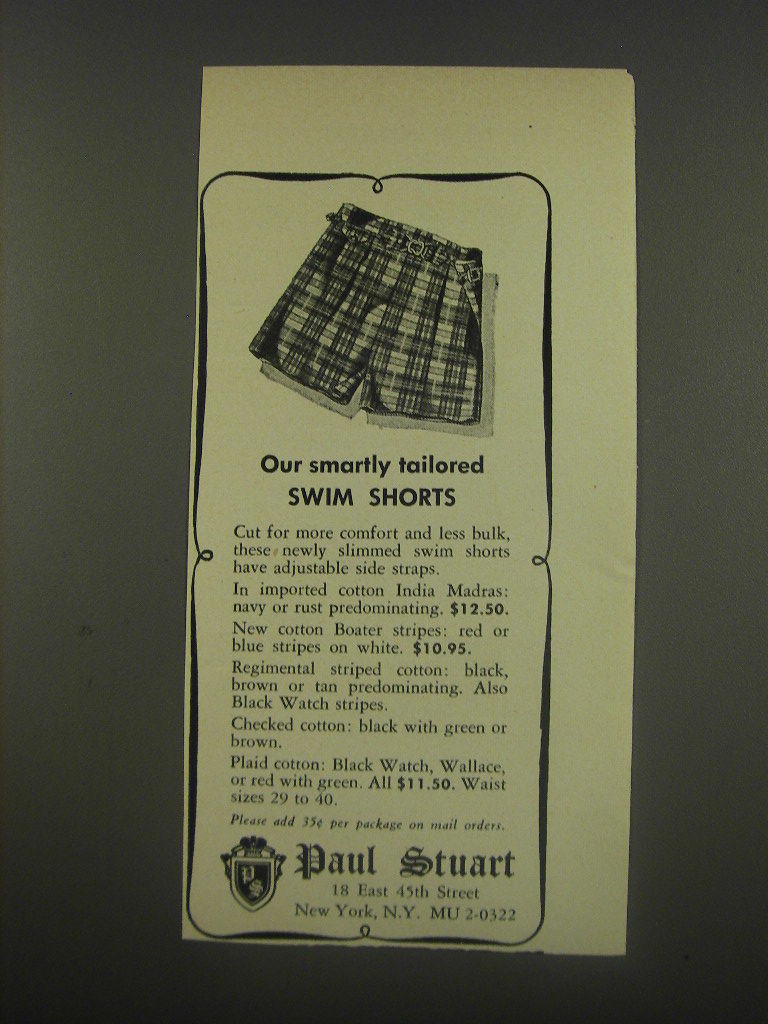 Our smartly tailored
SWIM SHORTS
Cut for more comfort and less bulk,
these newly slimmed swim shorts
have adjustable side straps.
In imported cotton India Madras:
navy or rust predominating. $12.50.
New cotton Boater stripes: red or
blue stripes on white. $10.95.
Regimental striped cotton: black,
brown or tan predominating. Also
Black Watch stripes.
Checked cotton: black with green or
brown.
Plaid cotton: Black Watch, Wallace,
or red with green. All $11.50. Waist
sizes 29 to 40.
Please add 35¢ per package on mail orders.
PS
Paul Stuart
18 East 45th Street
New York, N.Y. MU 2-0322